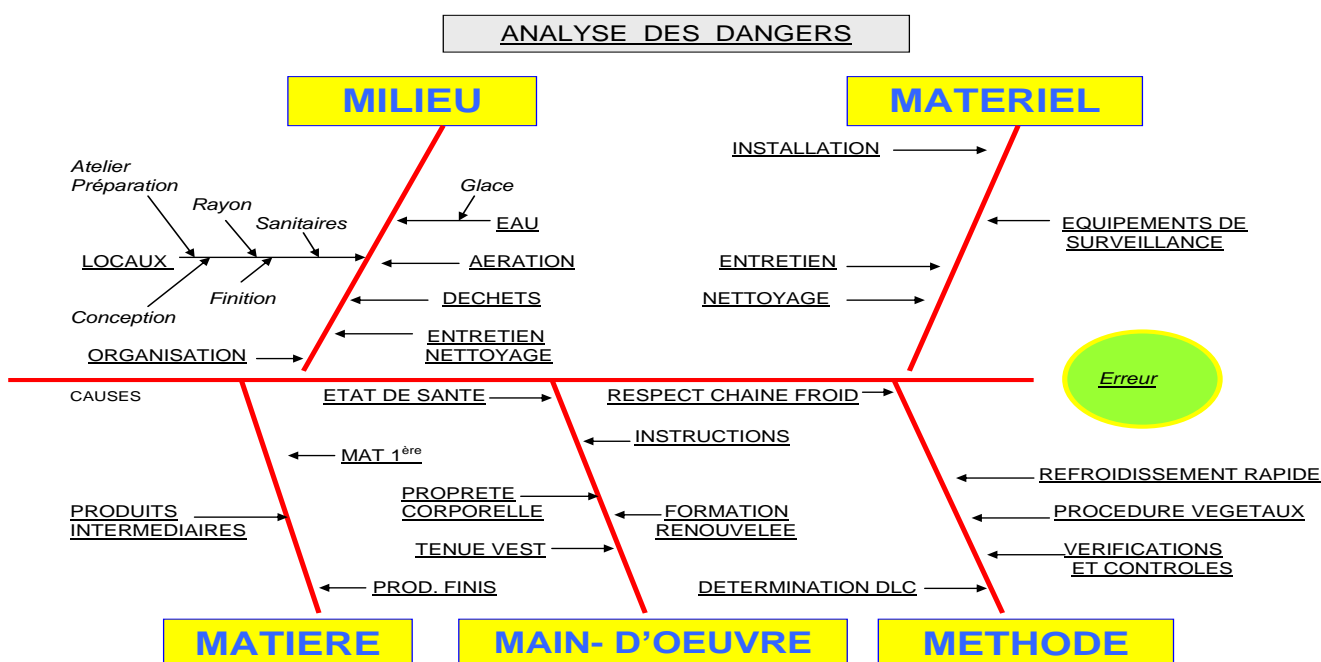 ANALYSE DES DANGERS
MILIEU
MATERIEL
INSTALLATION
Atelier
Préparation
Rayon
Sanitaires
Glace
EAU
EQUIPEMENTS DE
SURVEILLANCE
LOCAUX
AERATION
ENTRETIEN
Conception
Finition
DECHETS
NETTOYAGE
ENTRETIEN
NETTOYAGE
ORGANISATION
Erreur
CAUSES
ETAT DE SANTE
RESPECT CHAINE FROID
INSTRUCTIONS
MAT 1ère
REFROIDISSEMENT RAPIDE
PROPRETE
CORPORELLE
PRODUITS
INTERMEDIAIRES
FORMATION
RENOUVELEE
PROCEDURE VEGETAUX
TENUE VEST
VERIFICATIONS
ET CONTROLES
PROD. FINIS
DETERMINATION DLC
MATIERE
MAIN- D'OEUVRE
METHODE